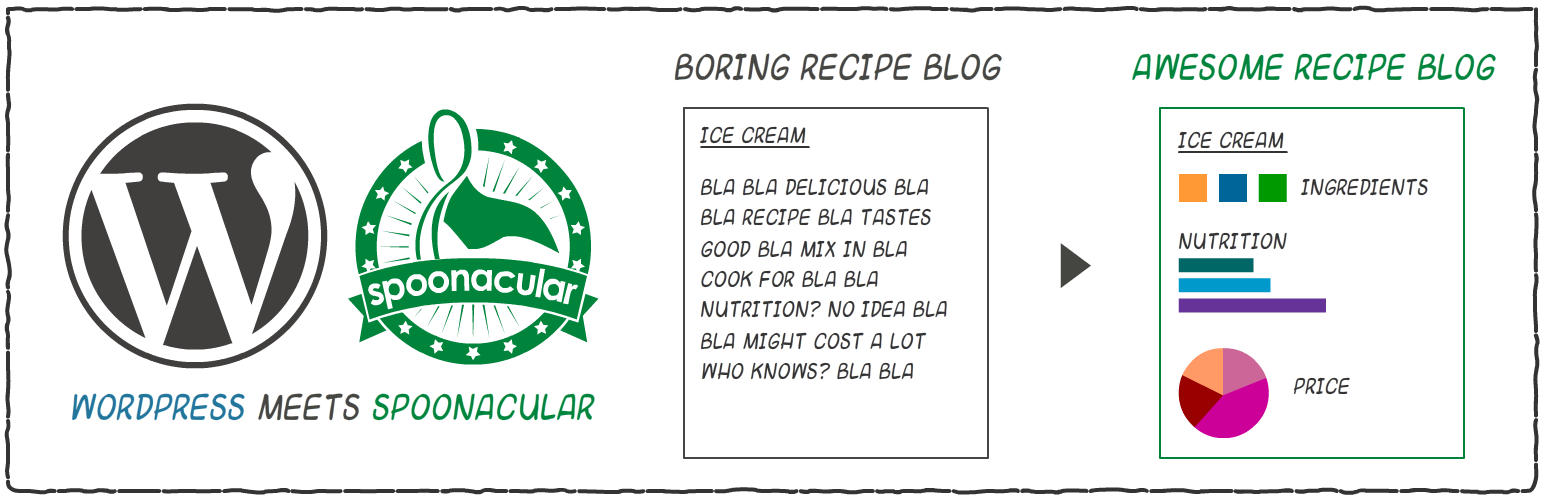 spoonacular
WORDPRESS MEETS SPOONACULAR
BORING RECIPE BLOG
ICE CREAM
BLA BLA DELICIOUS BLA
BLA RECIPE BLA TASTES
GOOD BLA MIX IN BLA
COOK FOR BLA BLA
NUTRITION? NO IDEA BLA
BLA MIGHT COST A LOT
WHO KNOWS? BLA BLA
AWESOME RECIPE BLOG
ICE CREAM
INGREDIENTS
NUTRITION
PRICE